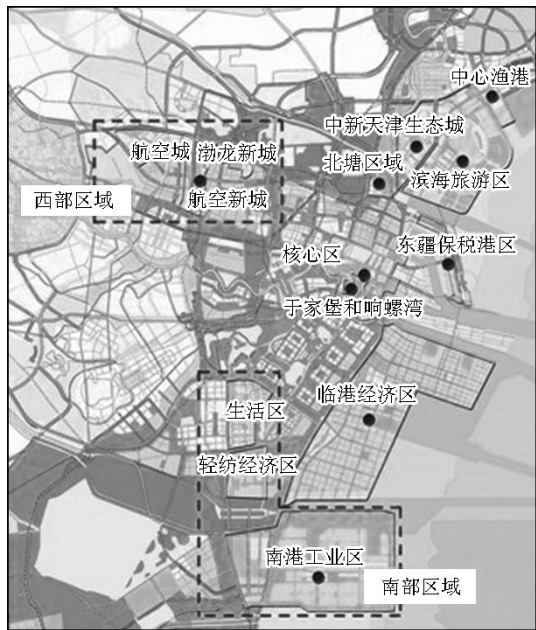 中心渔港
中新天津生态城
航空城
渤龙新城
北塘区域
滨海旅游区
西部区域
航空新城
核心区
东疆保税港区
于家堡和响螺湾
临港经济区
生活区
轻纺经济区
南港工业区
南部区域